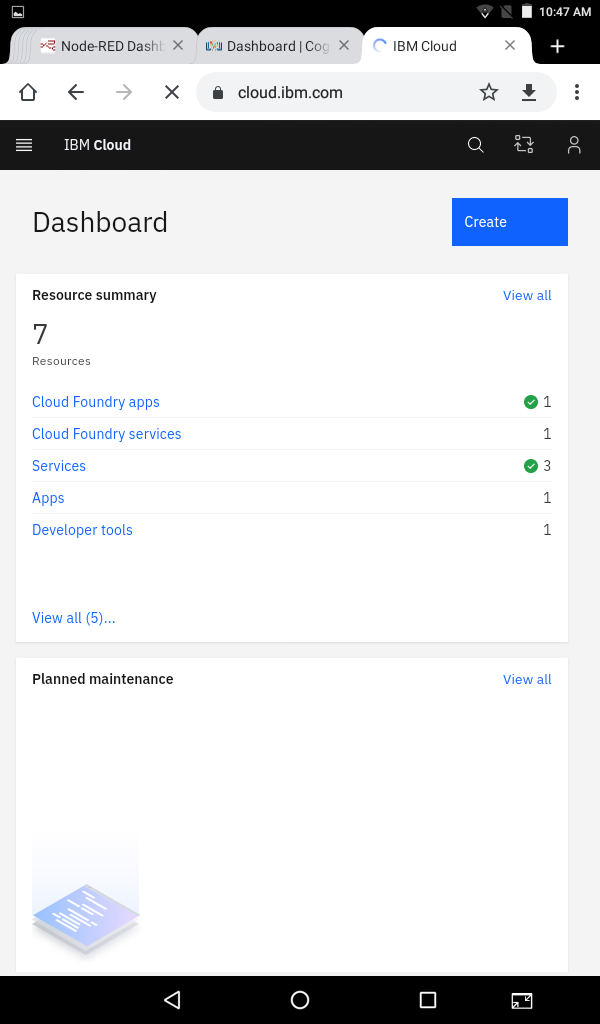 10:47 AM
Node-RED Dashb
Dashboard | Cog
IBM Cloud
cloud.ibm.com
IBM Cloud
Dashboard
Create
Resource summary
View all
7
Resources
Cloud Foundry apps 1
Cloud Foundry services 1
Services 3
Apps 1
Developer tools 1
View all (5)...
Planned maintenance
View all